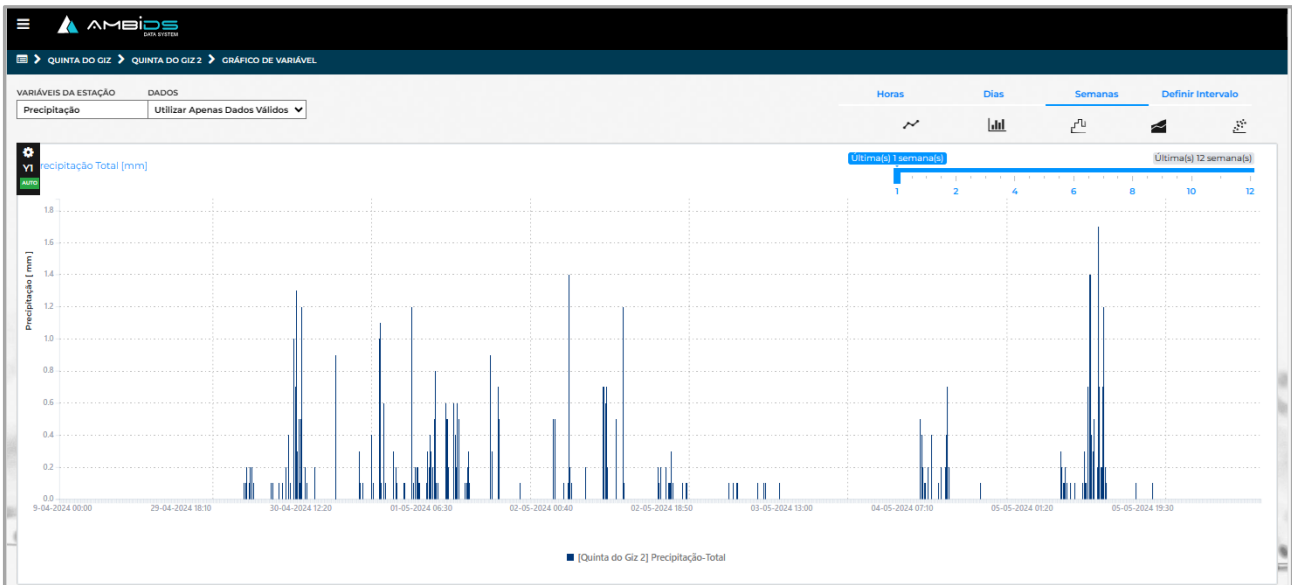 AMBIDS
DATA SYSTEM
QUINTA DO GIZ QUINTA DO GIZ 2 GRÁFICO DE VARIÁVEL
VARIÁVEIS DA ESTAÇÃO DADOS
Precipitação Utilizar Apenas Dados Válidos
Horas Dias Semanas Definir Intervalo
Y1
AUTO
recipitação Total [mm]
Última(s) 1 semana(s) Última(s) 12 semana(s)
1 2 4 6 8 10 12
Precipitação [ mm ]
1.8
1.6
1.4
1.2
1.0
0.8
0.6
0.4
0.2
0.0
9-04-2024 00:00 29-04-2024 18:10 30-04-2024 12:20 01-05-2024 06:30 02-05-2024 00:40 02-05-2024 18:50 03-05-2024 13:00 04-05-2024 07:10 05-05-2024 01:20 05-05-2024 19:30
[Quinta do Giz 2] Precipitação-Total